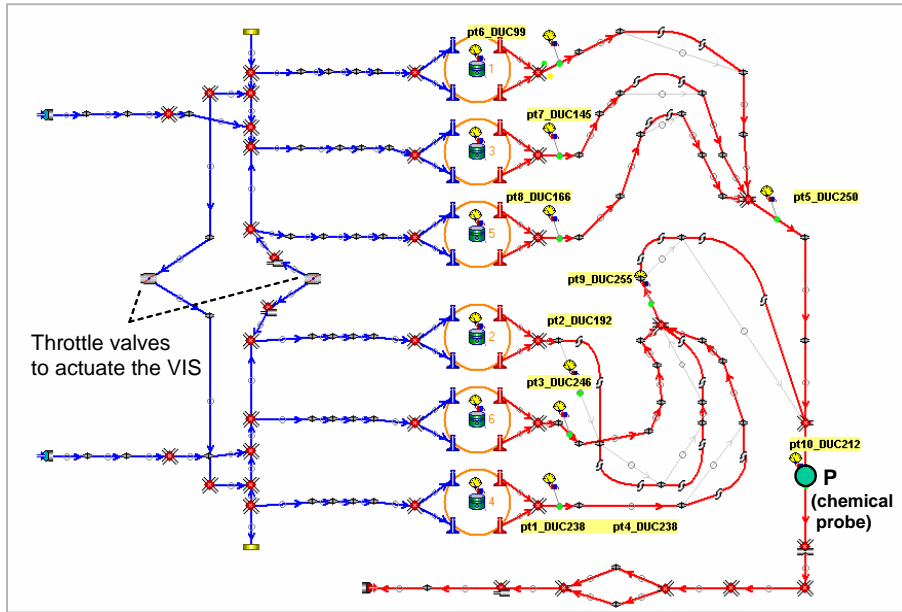 pt6_DUC99
1
pt7_DUC145
3
pt8_DUC166
pt5_DUC250
5
pt9_DUC255
Throttle valves
to actuate the VIS
pt2_DUC192
2
pt3_DUC246
6
pt10_DUC212
P
(chemical
probe)
4
pt1_DUC238
pt4_DUC238